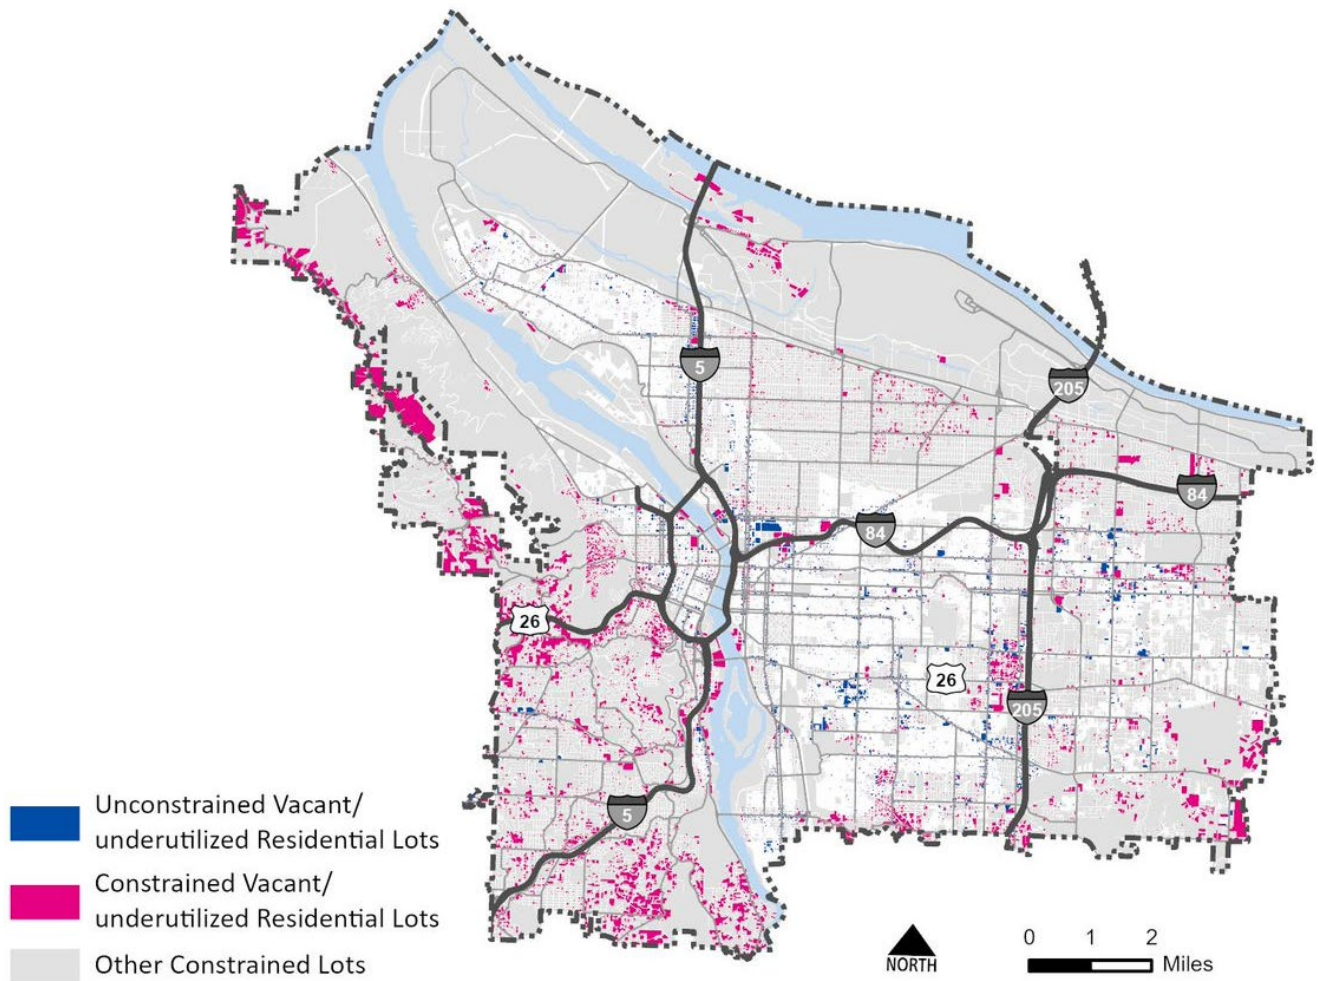 5
205
84
84
26
26
205
5
Unconstrained Vacant/
underutilized Residential Lots
Constrained Vacant/
underutilized Residential Lots
Other Constrained Lots
NORTH
0 1 2
Miles